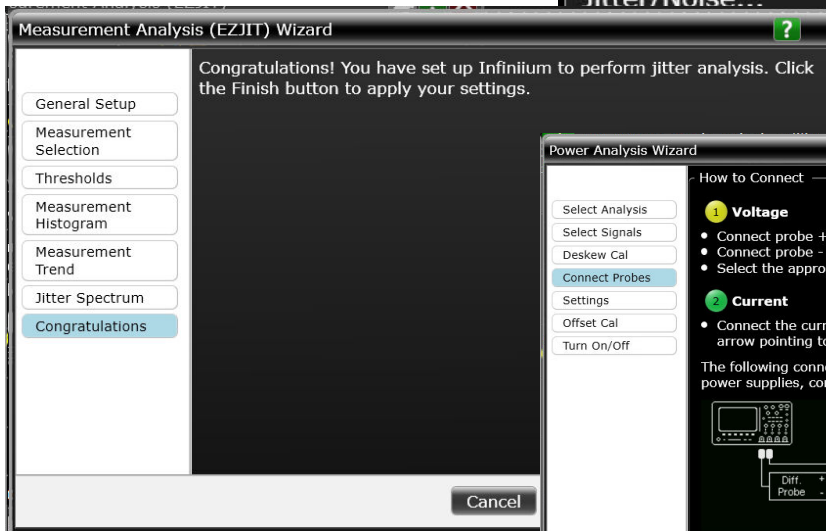 Jitter/Noise...
Measurement Analysis (EZJIT) Wizard
?
Congratulations! You have set up Infiniium to perform jitter analysis. Click
the Finish button to apply your settings.
General Setup
Measurement
Selection
Thresholds
Measurement
Histogram
Measurement
Trend
Jitter Spectrum
Congratulations
Cancel
Power Analysis Wizard
Select Analysis
Select Signals
Deskew Cal
Connect Probes
Settings
Offset Cal
Turn On/Off
How to Connect
1 Voltage
• Connect probe +
• Connect probe -
• Select the appro
2 Current
• Connect the curr
arrow pointing to
The following conne
power supplies, co
Diff. +
Probe -